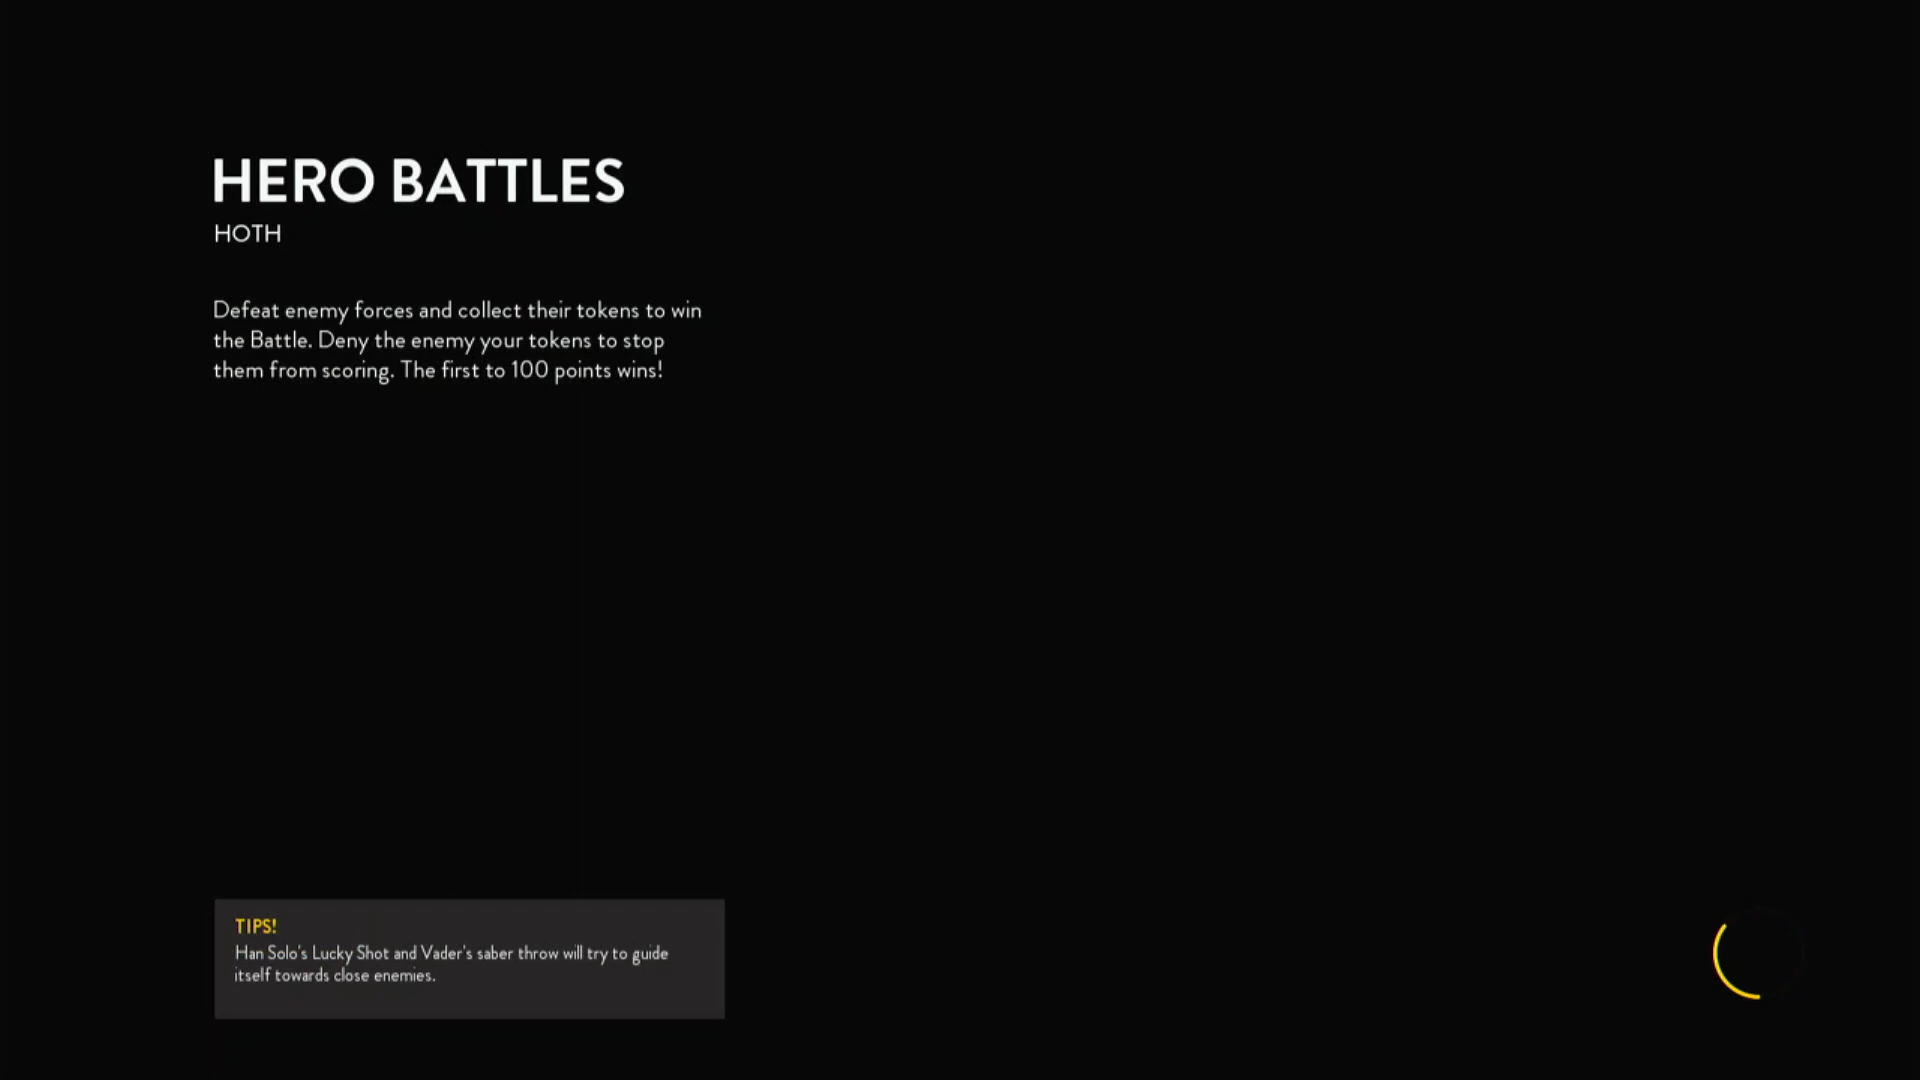 HERO BATTLES
HOTH
Defeat enemy forces and collect their tokens to win
the Battle. Deny the enemy your tokens to stop
them from scoring. The first to 100 points wins!
TIPS!
Han Solo's Lucky Shot and Vader's saber throw will try to guide
itself towards close enemies.